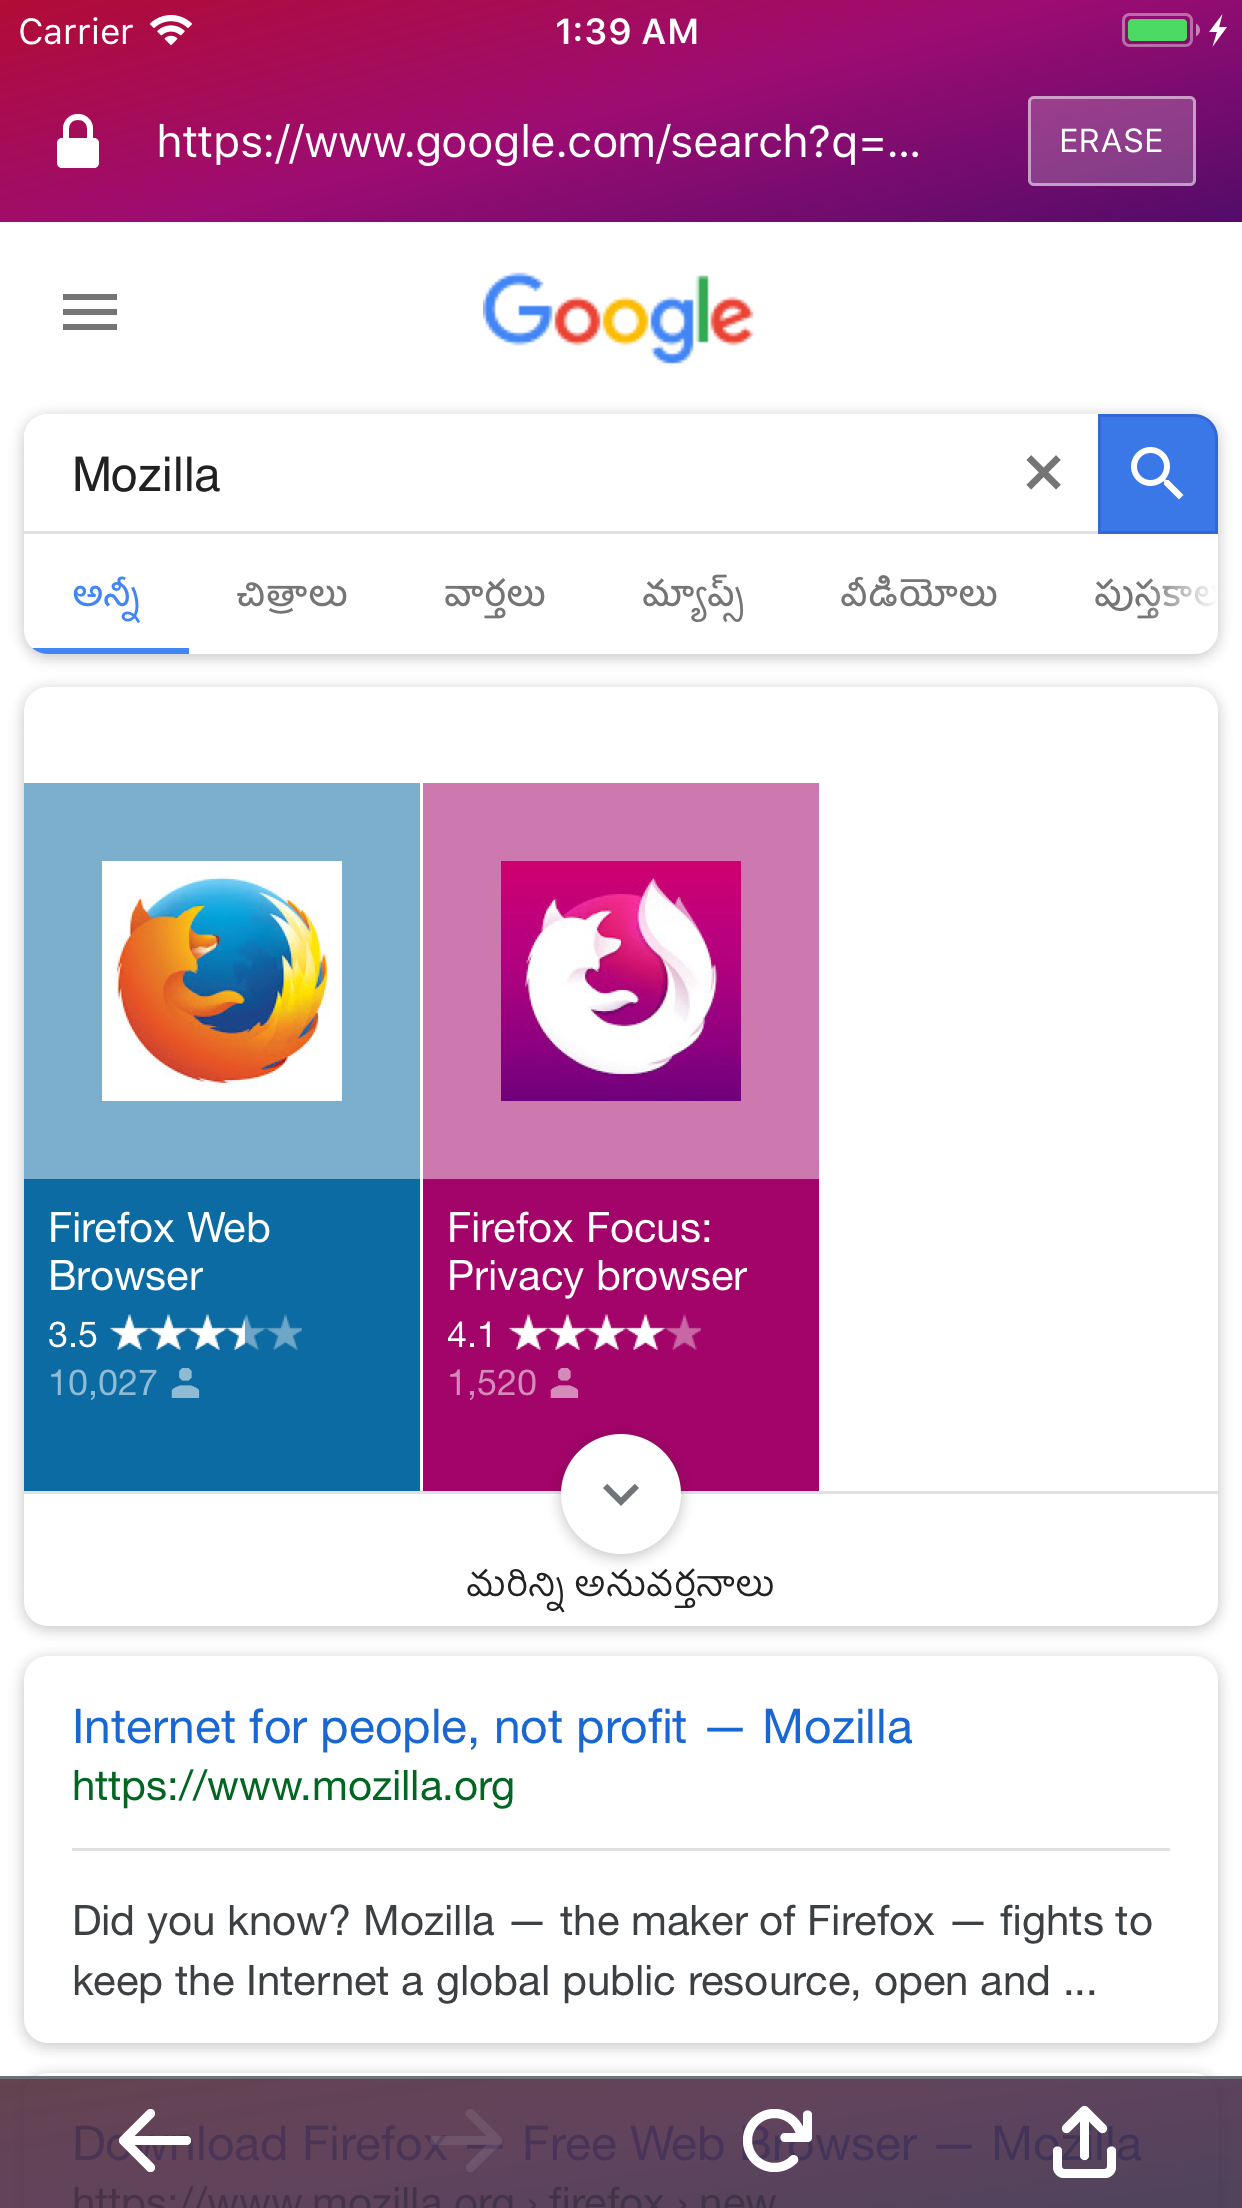 Carrier 1:39 AM
https://www.google.com/search?q=...
ERASE
Google
Mozilla
అన్నీ చిత్రాలు వార్తలు మ్యాప్స్ వీడియోలు పుస్తకాల
Firefox Web
Browser
3.5
10,027
Firefox Focus:
Privacy browser
4.1
1,520
మరిన్ని అనువర్తనాలు
Internet for people, not profit — Mozilla
https://www.mozilla.org
Did you know? Mozilla — the maker of Firefox — fights to
keep the Internet a global public resource, open and ...
Download Firefox — Free Web Browser — Mozilla
https://www.mozilla.org › firefox › new